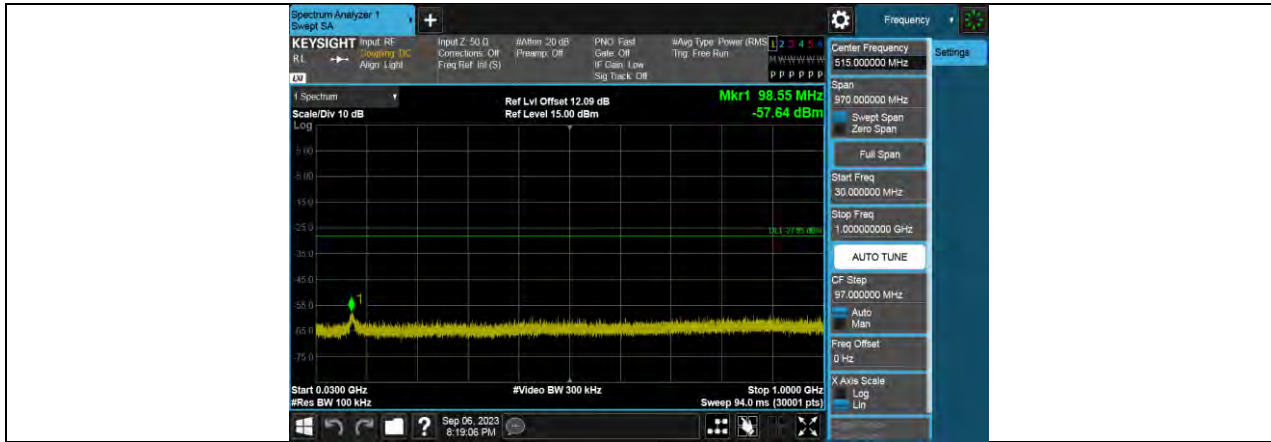 Spectrum Analyzer 1
Swept SA
+
Frequency
KEYSIGHT
RL
LXI
Input: RF
Coupling: DC
Align: Light
Input Z: 50 Ω
Corrections: Off
Freq Ref: Int (S)
#Atten: 20 dB
Preamp: Off
PNO: Fast
Gate: Off
IF Gain: Low
Sig Track: Off
#Avg Type: Power (RMS
Trig: Free Run
1 2 3 4 5 6
M W W W W W
P P P P P P
Settings
Center Frequency
515.000000 MHz
Span
970.000000 MHz
Swept Span
Zero Span
Full Span
Start Freq
30.000000 MHz
Stop Freq
1.000000000 GHz
AUTO TUNE
CF Step
97.000000 MHz
Auto
Man
Freq Offset
0 Hz
X Axis Scale
Log
Lin
1 Spectrum
Scale/Div 10 dB
Log
Ref Lvl Offset 12.09 dB
Ref Level 15.00 dBm
Mkr1 98.55 MHz
-57.64 dBm
5.00
-5.00
-15.0
-25.0
-35.0
-45.0
-55.0
-65.0
-75.0
1
Start 0.0300 GHz
#Res BW 100 kHz
#Video BW 300 kHz
Stop 1.0000 GHz
Sweep 94.0 ms (30001 pts)
?
Sep 06, 2023
8:19:06 PM